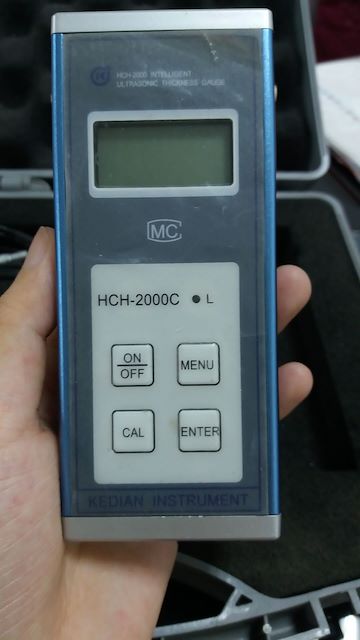 HCH-2000 INTELLIGENT
ULTRASONIC THICKNESS GAUGE
MC
HCH-2000C L
ON
OFF
MENU
CAL
ENTER
KEDIAN INSTRUMENT